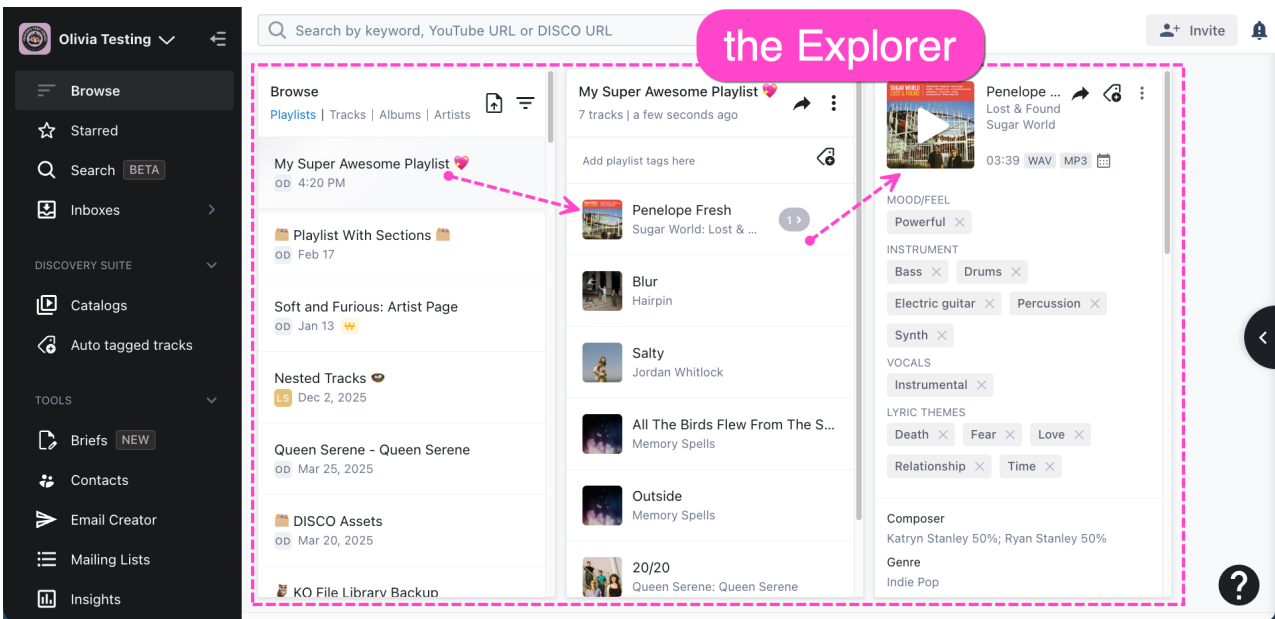 Olivia Testing
Browse
Starred
Search BETA
Inboxes
DISCOVERY SUITE
Catalogs
Auto tagged tracks
TOOLS
Briefs NEW
Contacts
Email Creator
Mailing Lists
Insights
Search by keyword, YouTube URL or DISCO URL
the Explorer
Invite
Browse
Playlists | Tracks | Albums | Artists
My Super Awesome Playlist 💖
OD 4:20 PM
🗂️ Playlist With Sections 🗂️
OD Feb 17
Soft and Furious: Artist Page
OD Jan 13
Nested Tracks 🪺
LS Dec 2, 2025
Queen Serene - Queen Serene
OD Mar 25, 2025
🗂️ DISCO Assets
OD Mar 20, 2025
🦉 KO File Library Backup
My Super Awesome Playlist 💖
7 tracks | a few seconds ago
Add playlist tags here
Penelope Fresh
Sugar World: Lost & ...
1 >
Blur
Hairpin
Salty
Jordan Whitlock
All The Birds Flew From The S...
Memory Spells
Outside
Memory Spells
20/20
Queen Serene: Queen Serene
SUGAR WORLD
LOST & FOUND
Penelope ...
Lost & Found
Sugar World
03:39 WAV MP3
MOOD/FEEL
Powerful ×
INSTRUMENT
Bass × Drums ×
Electric guitar × Percussion ×
Synth ×
VOCALS
Instrumental ×
LYRIC THEMES
Death × Fear × Love ×
Relationship × Time ×
Composer
Katryn Stanley 50%; Ryan Stanley 50%
Genre
Indie Pop
?